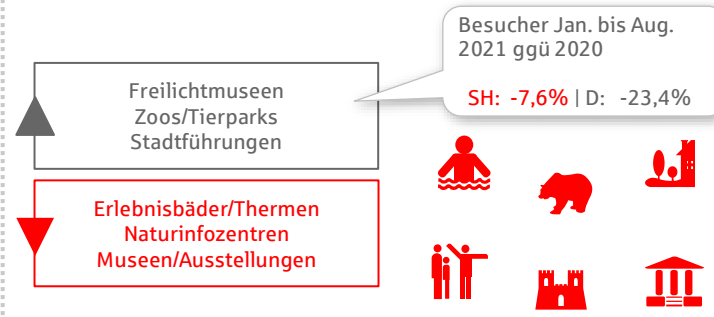 Besucher Jan. bis Aug.
2021 ggü 2020
SH: -7,6% | D: -23,4%
Freilichtmuseen
Zoos/Tierparks
Stadtführungen
Erlebnisbäder/Thermen
Naturinfozentren
Museen/Ausstellungen